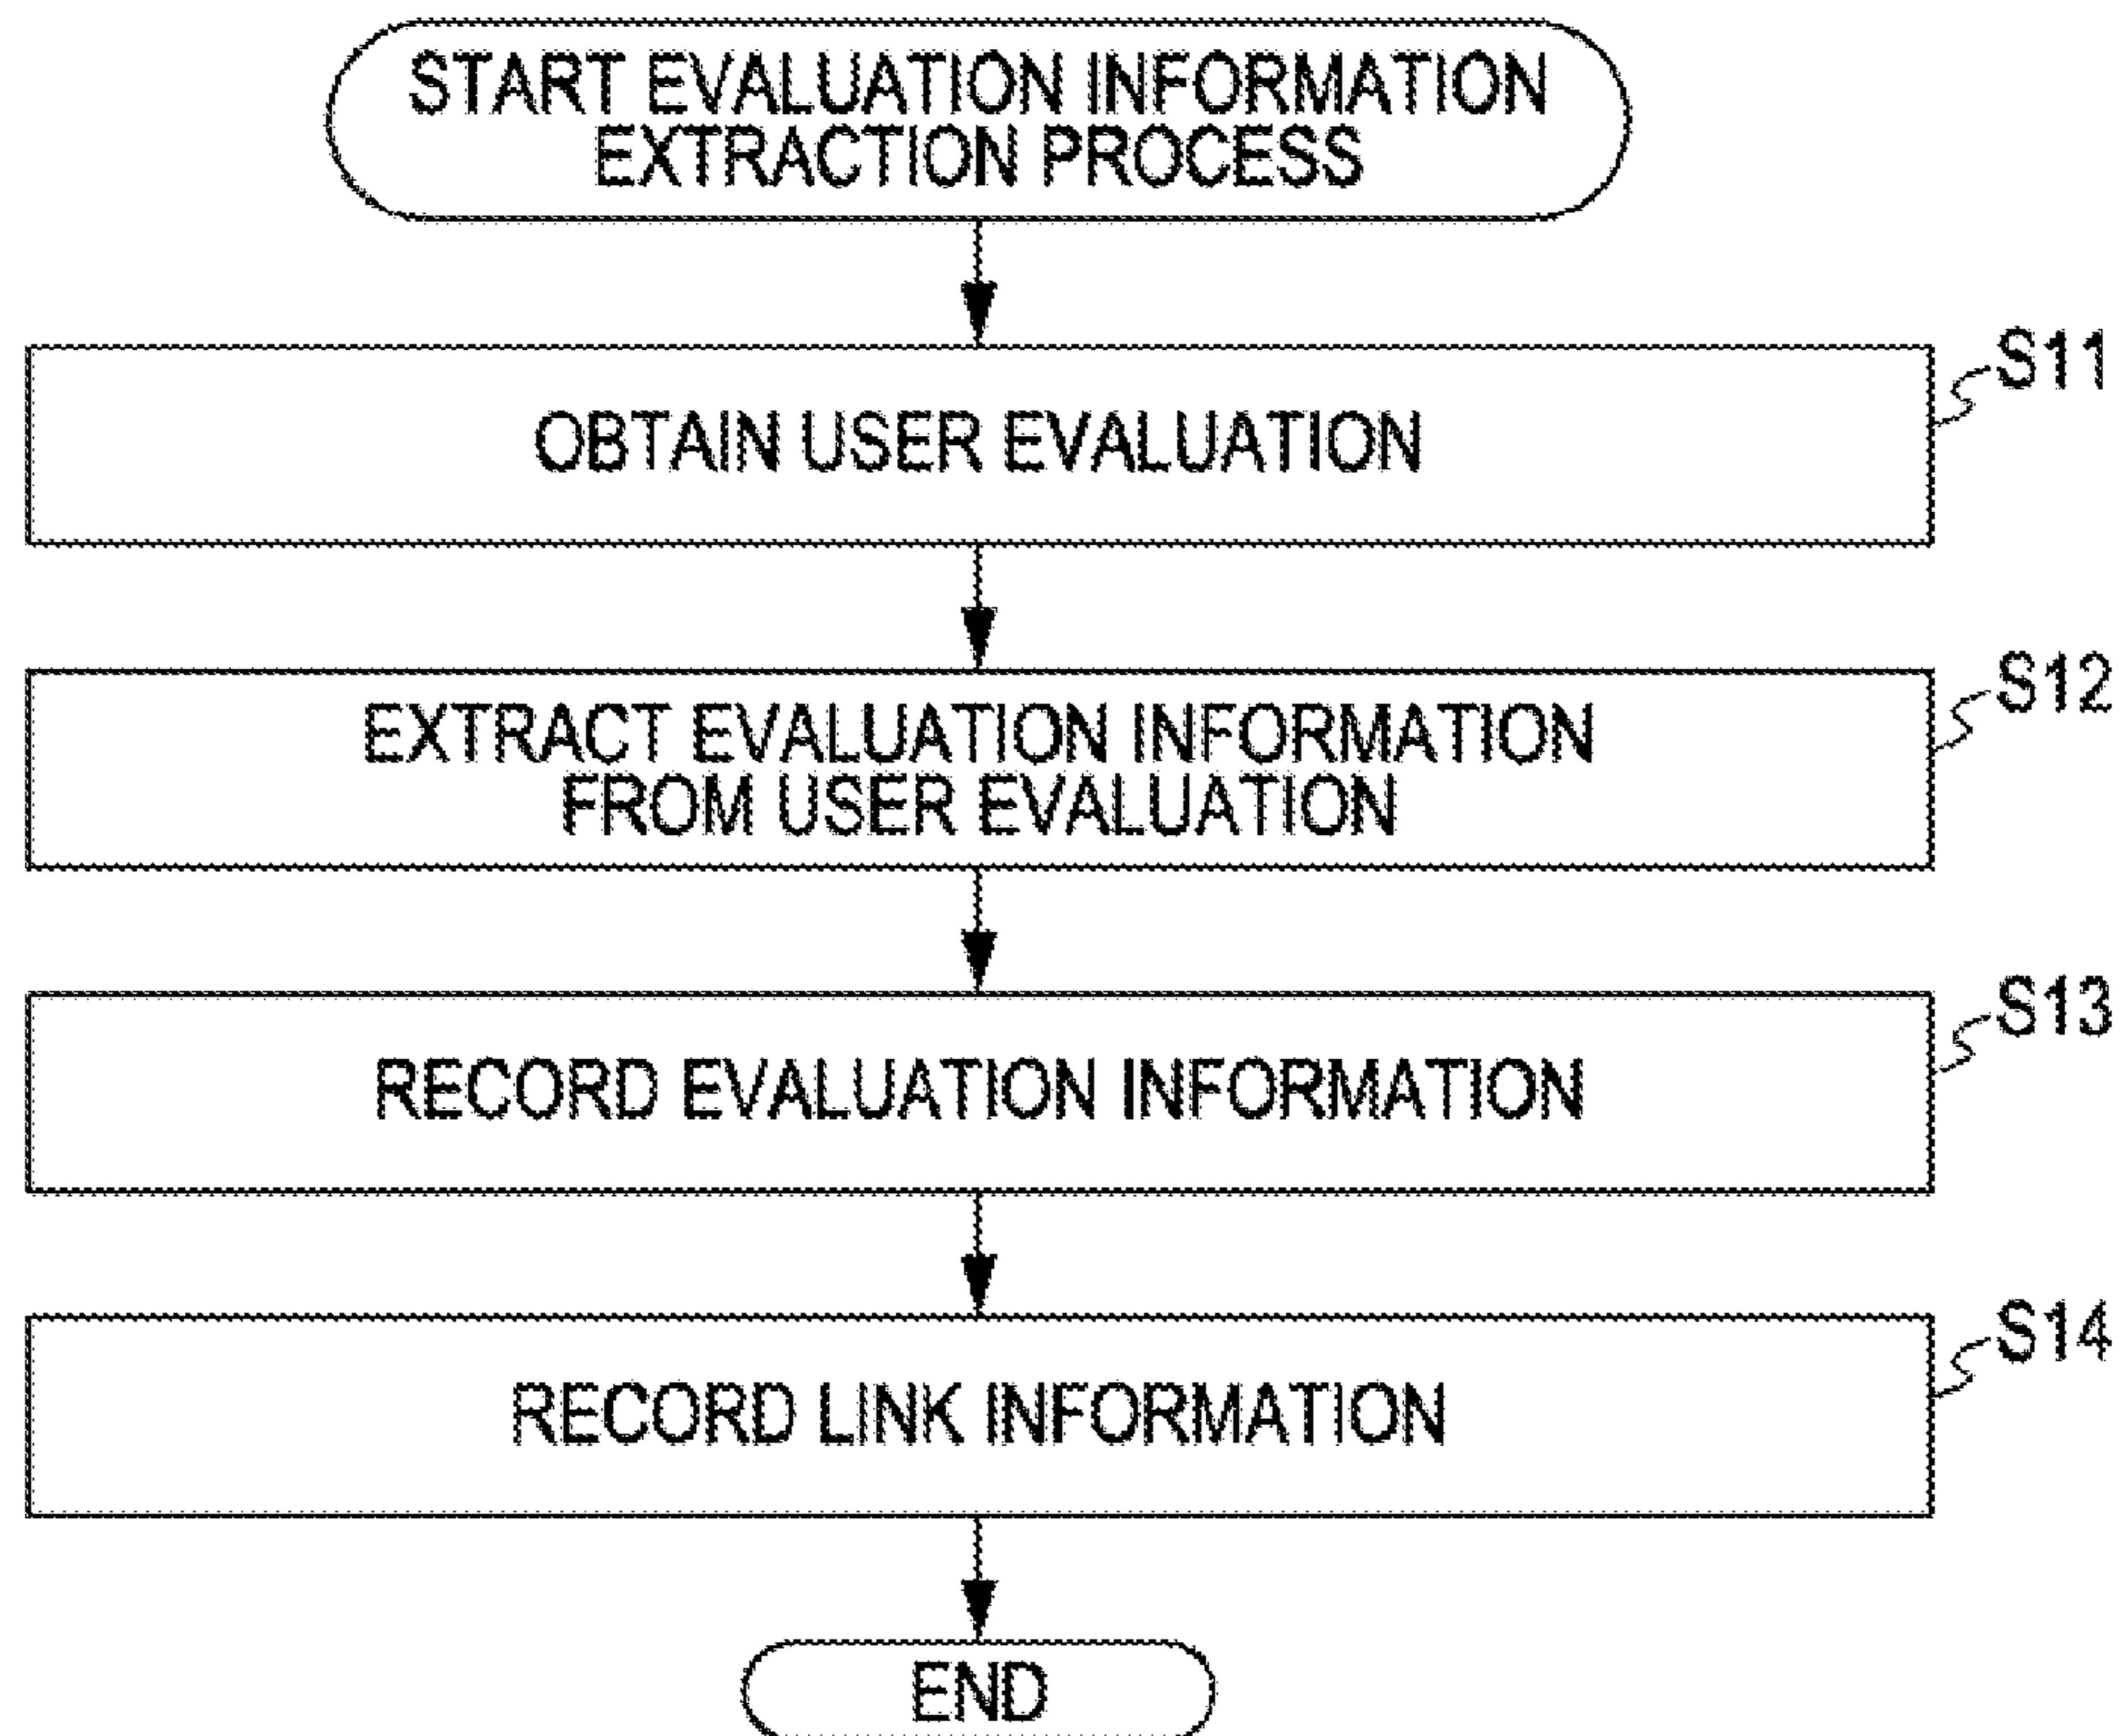 START EVALUATION INFORMATION
EXTRACTION PROCESS
S11
OBTAIN USER EVALUATION
S12
EXTRACT EVALUATION INFORMATION
FROM USER EVALUATION
S13
RECORD EVALUATION INFORMATION
S14
RECORD LINK INFORMATION
END